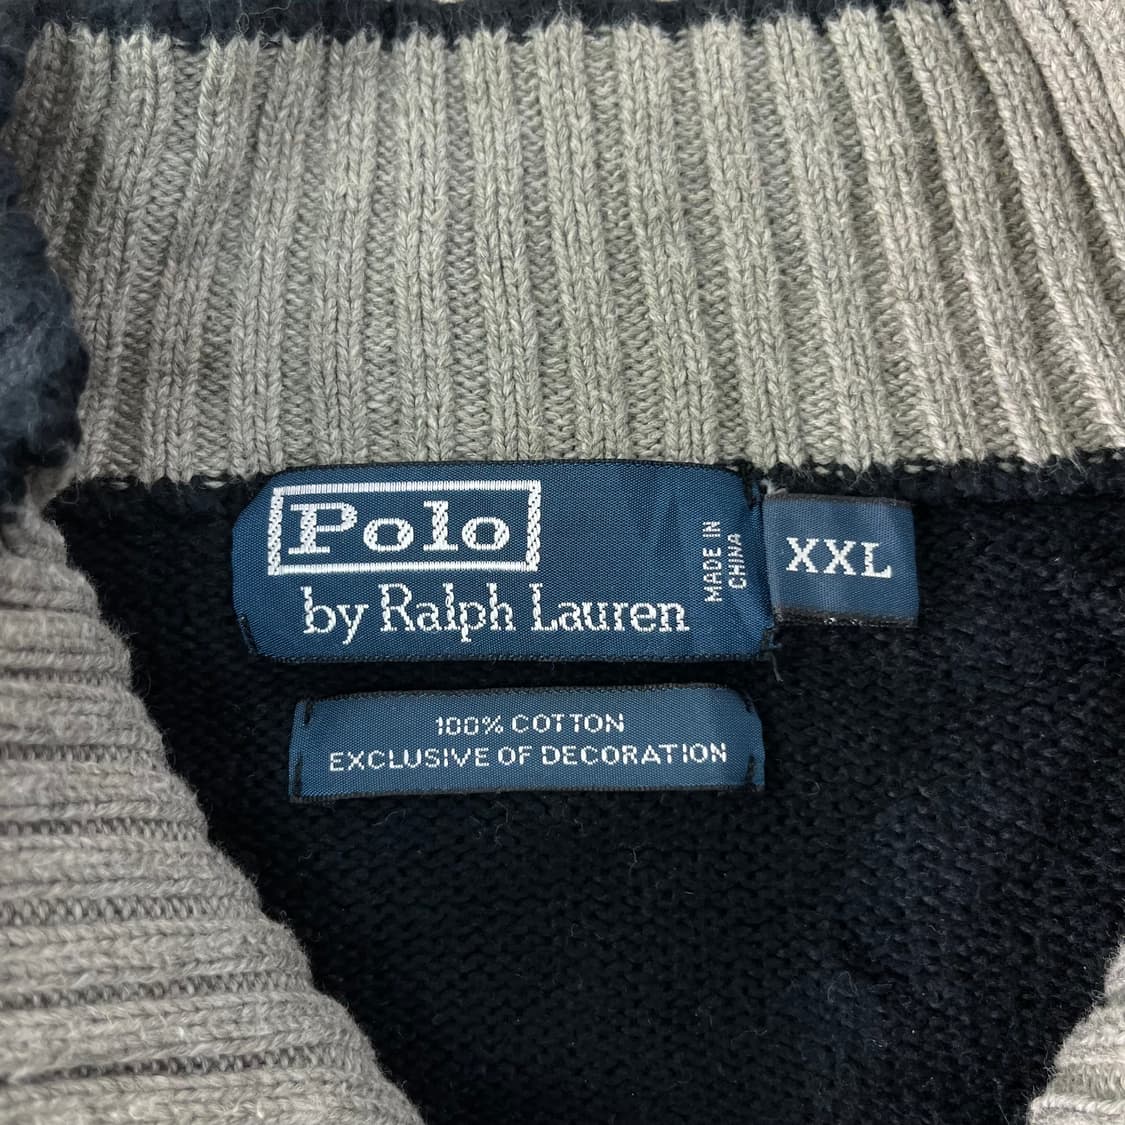 Polo
by Ralph Lauren
MADE IN
CHINA
XXL
100% COTTON
EXCLUSIVE OF DECORATION